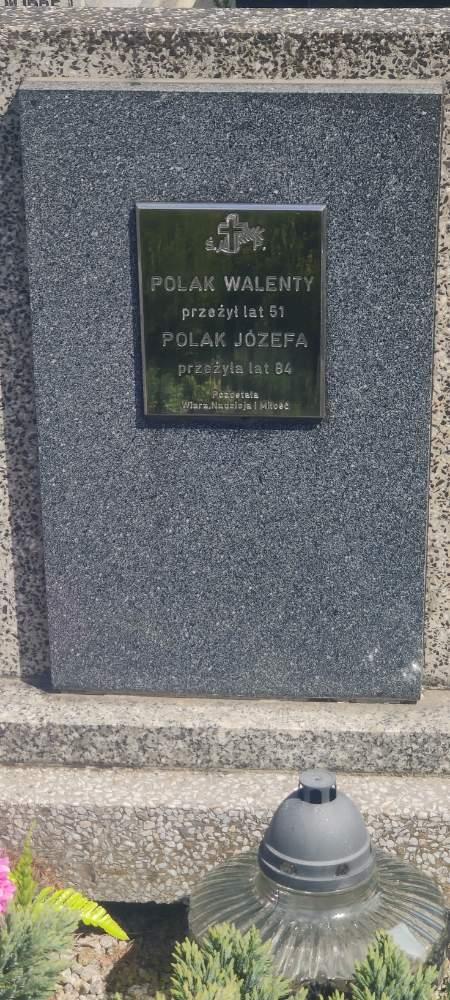 Ś. P.
POLAK WALENTY
przeżył lat 51
POLAK JÓZEFA
przeżyła lat 84
Pozostała
Wiara, Nadzieja i Miłość